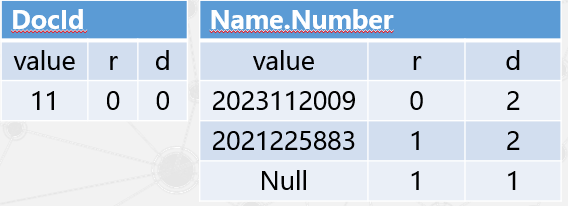 DocId
value r d
11 0 0
Name.Number
value r d
2023112009 0 2
2021225883 1 2
Null 1 1